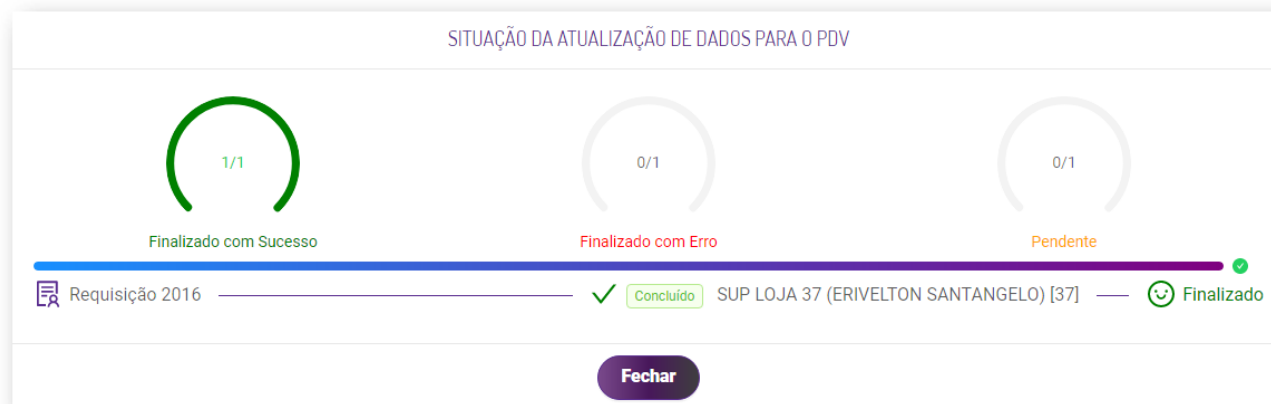 SITUAÇÃO DA ATUALIZAÇÃO DE DADOS PARA O PDV
1/1
0/1
0/1
Finalizado com Sucesso
Finalizado com Erro
Pendente
Requisição 2016
Concluído
SUP LOJA 37 (ERIVELTON SANTANGELO) [37]
Finalizado
Fechar